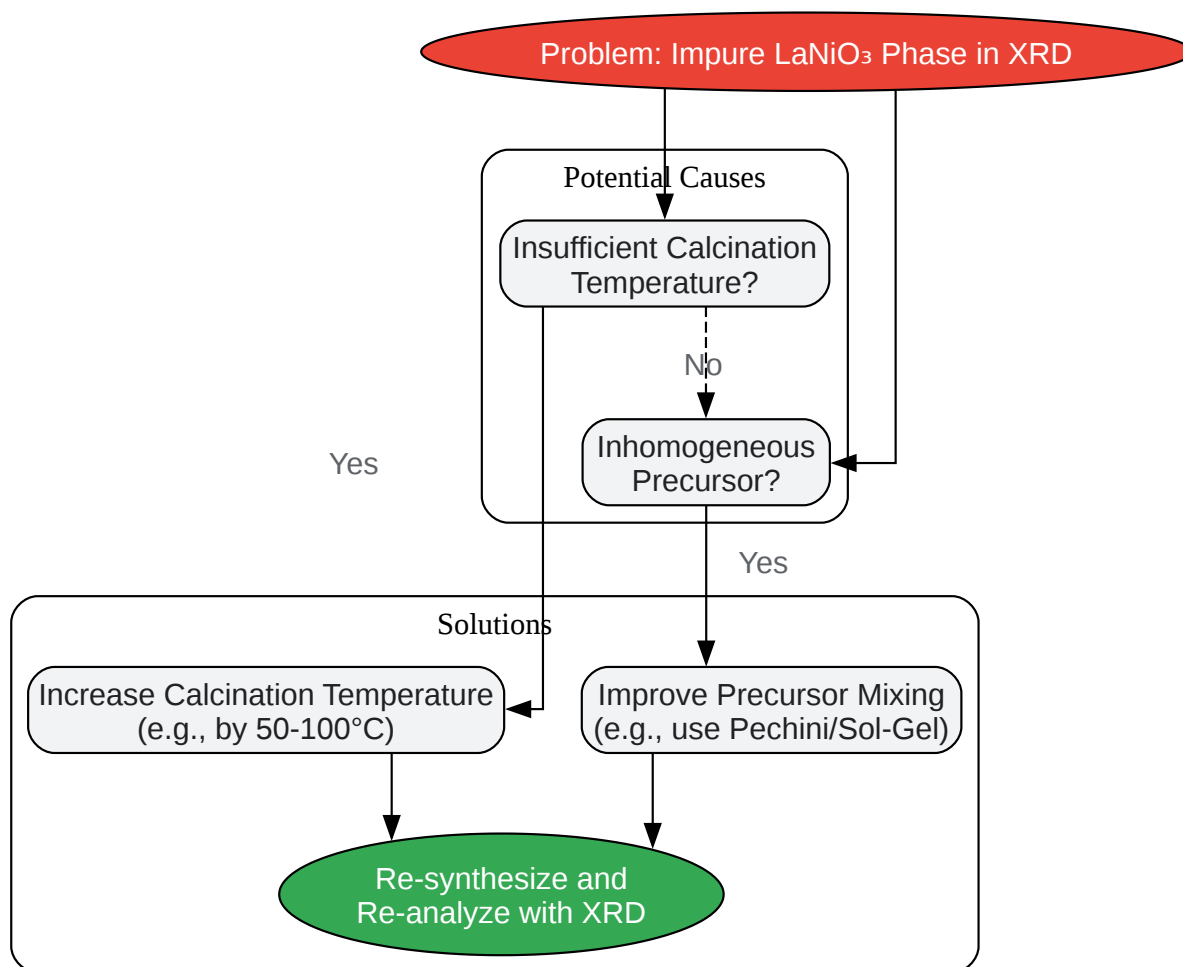 Problem: Impure LaNiO₃ Phase in XRD
Potential Causes
Insufficient Calcination
Temperature?
No
Inhomogeneous
Precursor?
Yes
Yes
Solutions
Increase Calcination Temperature
(e.g., by 50-100°C)
Improve Precursor Mixing
(e.g., use Pechini/Sol-Gel)
Re-synthesize and
Re-analyze with XRD